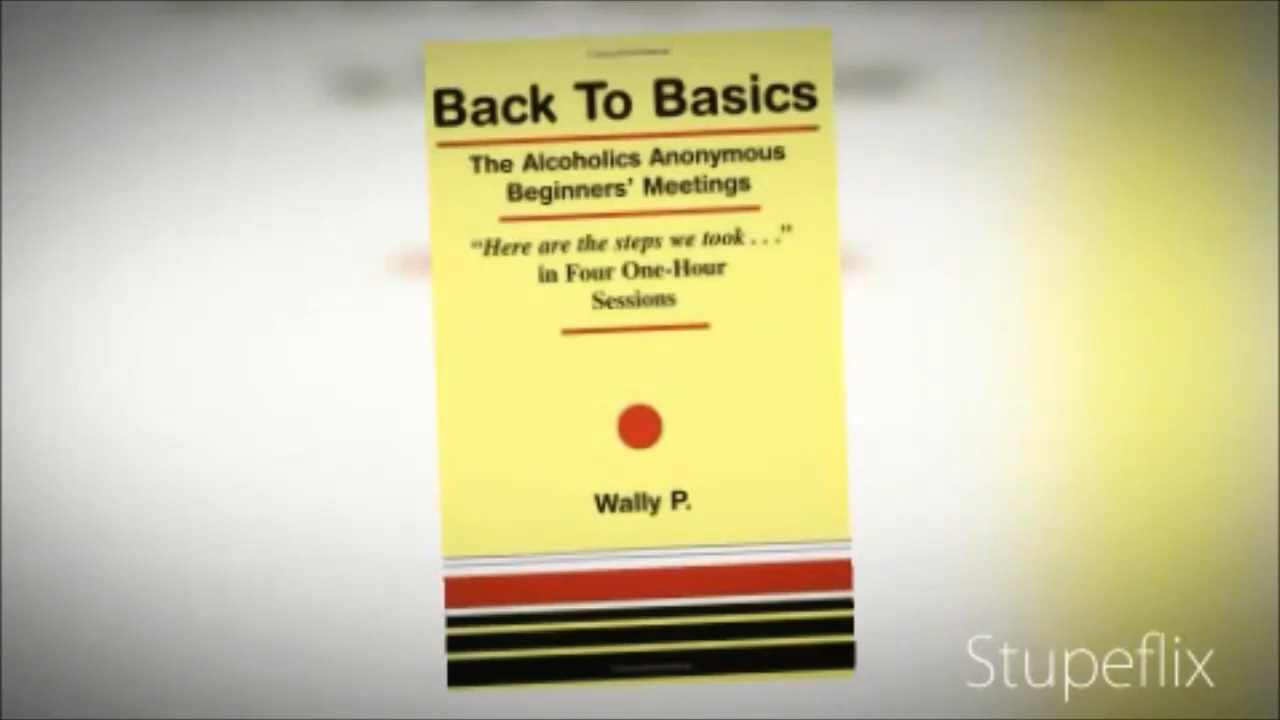 Back To Basics
The Alcoholics Anonymous
Beginners' Meetings
“Here are the steps we took . . .”
in Four One-Hour
Sessions
Wally P.
Stupeflix